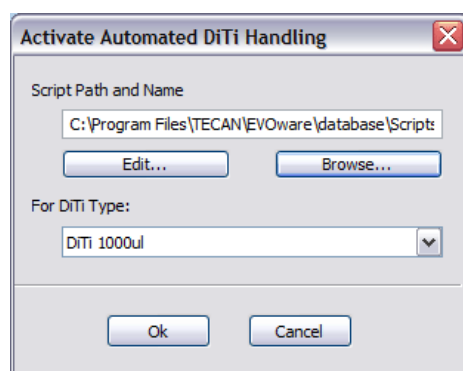 Activate Automated DiTi Handling
Script Path and Name
C:\Program Files\TECAN\EVOware\database\Scripts
Edit... Browse...
For DiTi Type:
DiTi 1000ul
Ok Cancel